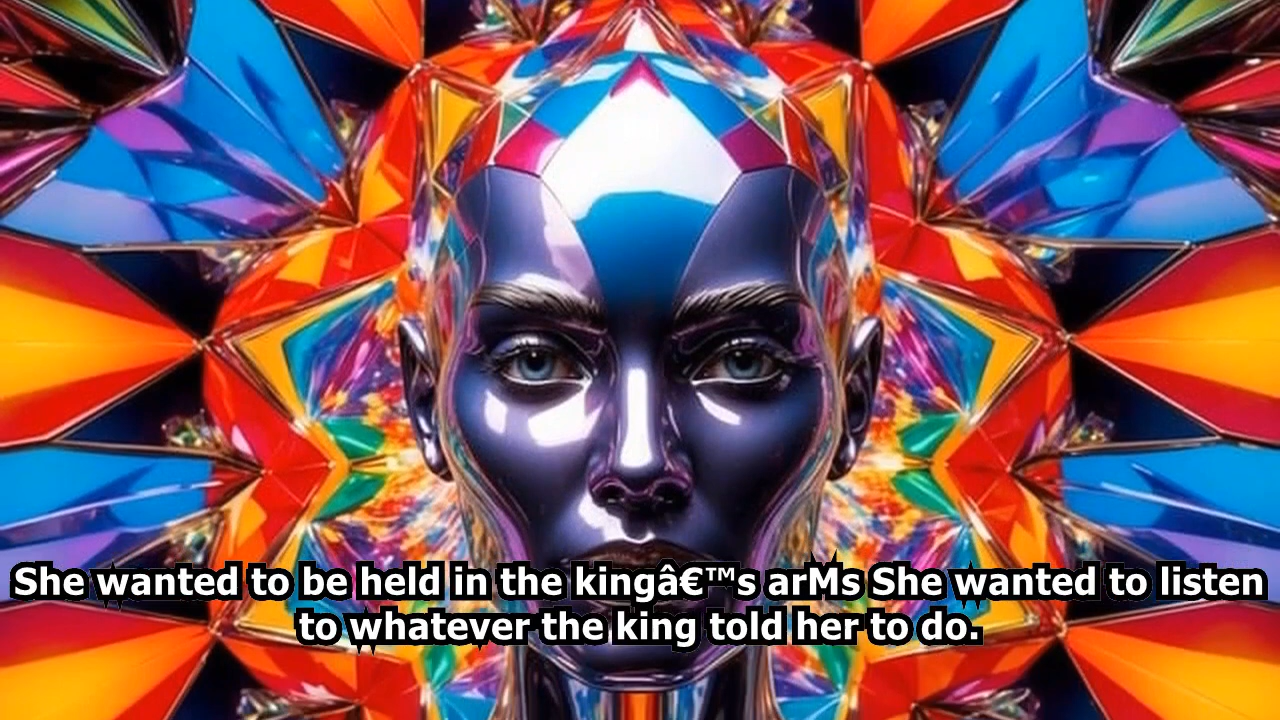 She wanted to be held in the kingâ€™s arMs She wanted to listen
to whatever the king told her to do.